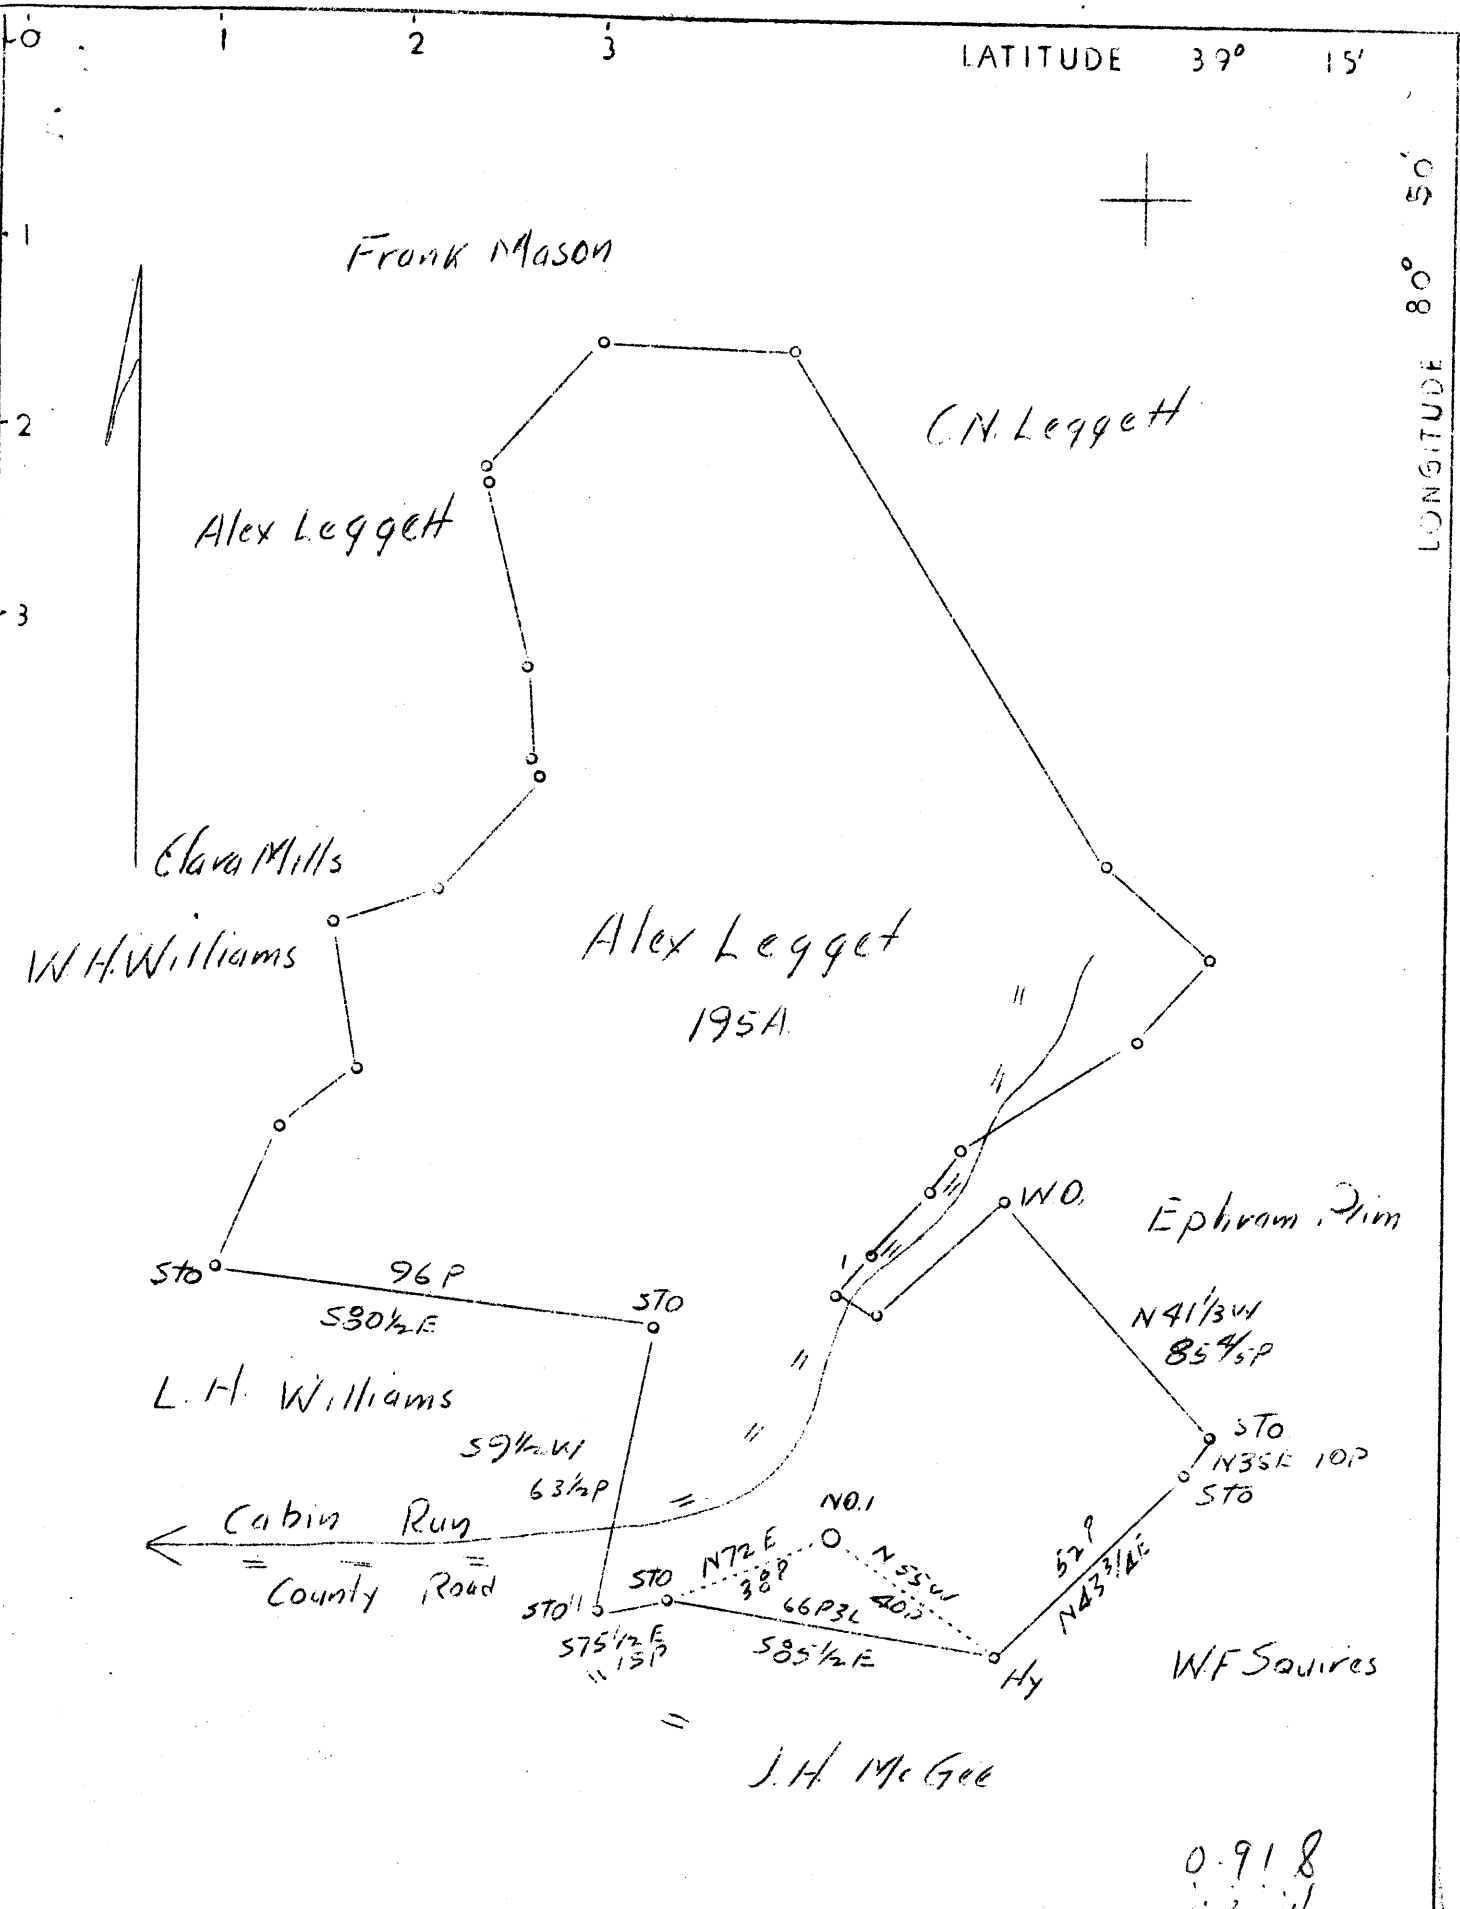 0 1 2 3
LATITUDE 39° 15'
LONGITUDE 80° 50'
1
2
3
Frank Mason
C.N. Leggett
Alex Leggett
Clara Mills
W.H. Williams
Alex Legget
195A.
W.O.
Ephram
1
Sto
96 P
S80½E
STO
N41⅓W
85⅘P
L. H. Williams
S9½W
63½P
STO
N35E 10P
STO
Cabin Run
County Road
NO.1
N72E
38P
N55W
40P
52P
N43¾E
STO
STO
66P3L
S75½E
15P
S85½E
Hy
W.F Squires
J.H. McGee
0.918